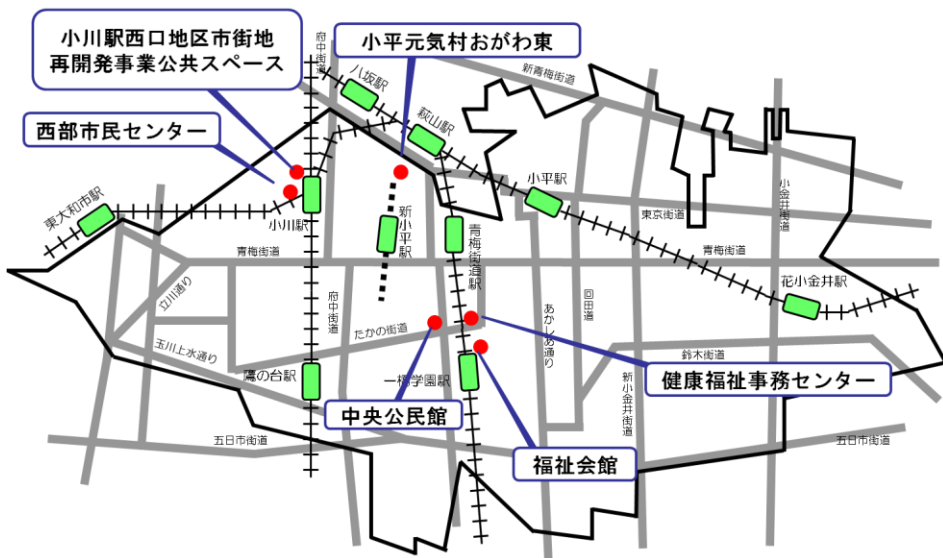 小川駅西口地区市街地
再開発事業公共スペース
小平元気村おがわ東
西部市民センター
府中街道
八坂駅
萩山駅
新青梅街道
小平駅
小金井街道
東大和市駅
小川駅
新小平駅
青梅街道駅
東京街道
青梅街道
青梅街道
花小金井駅
立川通り
府中街道
たかの街道
あかしあ通り
回田道
玉川上水通り
鷹の台駅
一橋学園駅
鈴木街道
新小金井街道
健康福祉事務センター
中央公民館
福祉会館
五日市街道
五日市街道